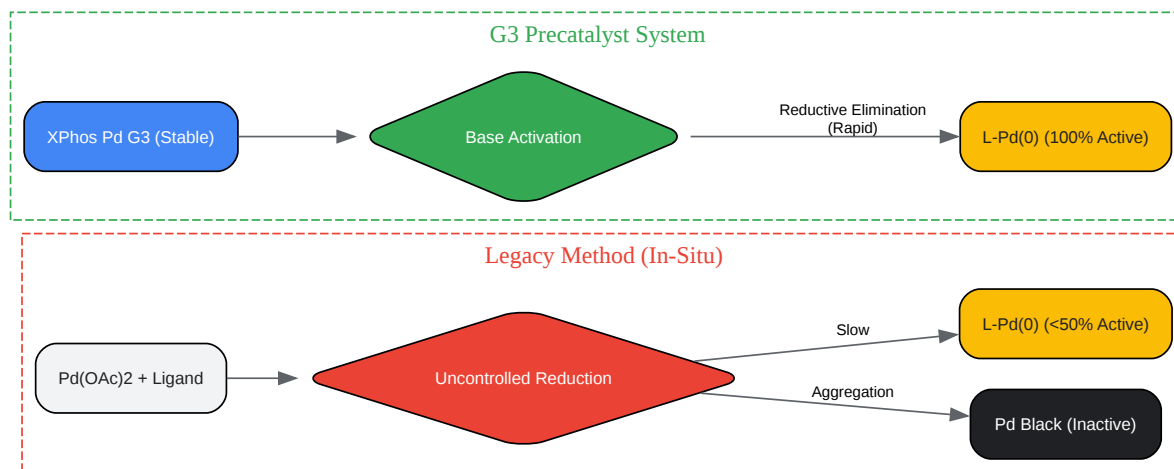 G3 Precatalyst System
XPhos Pd G3 (Stable)
Base Activation
Reductive Elimination
(Rapid)
L-Pd(0) (100% Active)
Legacy Method (In-Situ)
Pd(OAc)2 + Ligand
Uncontrolled Reduction
Slow
L-Pd(0) (<50% Active)
Aggregation
Pd Black (Inactive)